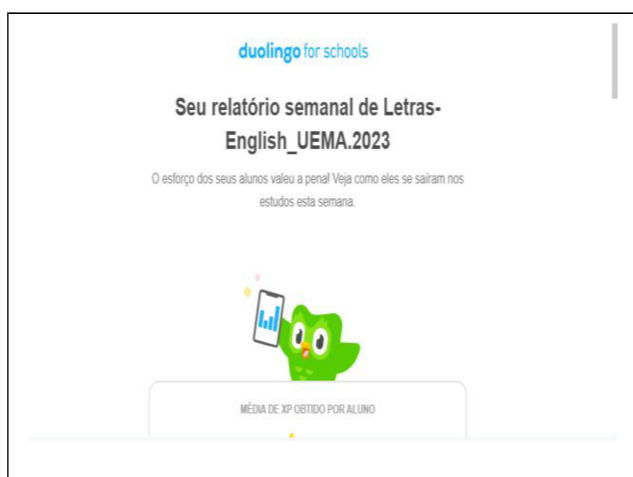 duolingo for schools
Seu relatório semanal de Letras-
English_UEMA.2023
O esforço dos seus alunos valeu a pena! Veja como eles se saíram nos
estudos esta semana.
MÉDIA DE XP OBTIDO POR ALUNO